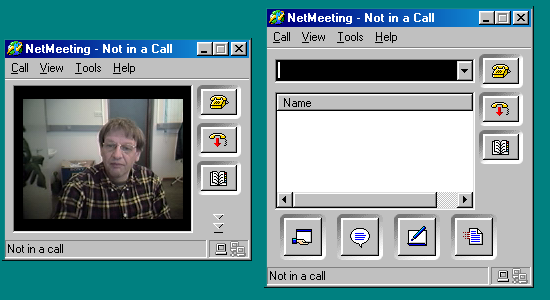 NetMeeting - Not in a Call
Call View Tools Help
Not in a call
NetMeeting - Not in a Call
Call View Tools Help
Name
Not in a call